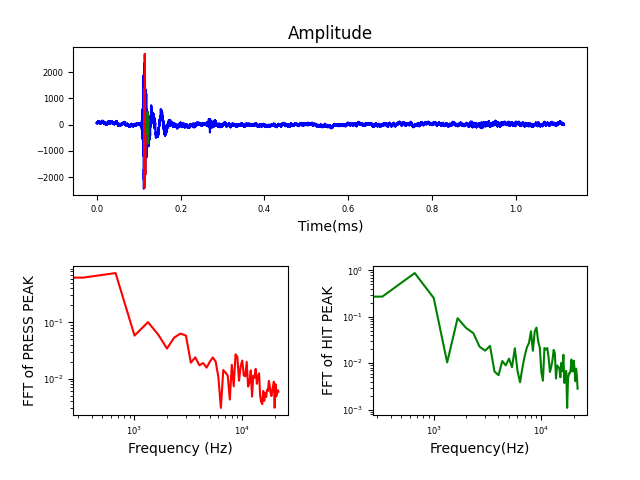 Amplitude
2000
1000
0
−1000
−2000
0.0 0.2 0.4 0.6 0.8 1.0
Time(ms)
FFT of PRESS PEAK
10⁻¹
10⁻²
10³ 10⁴
Frequency (Hz)
FFT of HIT PEAK
10⁰
10⁻¹
10⁻²
10⁻³
10³ 10⁴
Frequency(Hz)